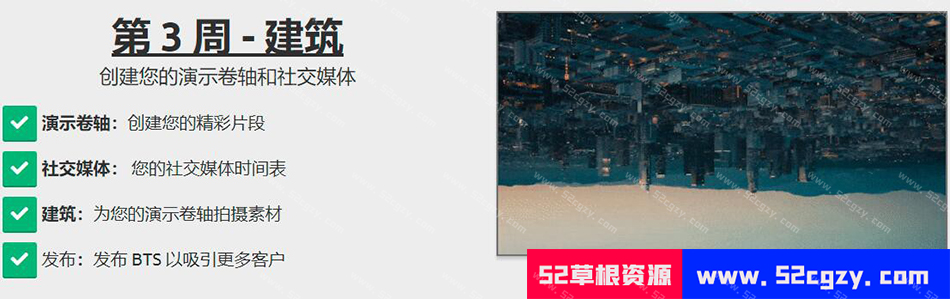 第 3 周 - 建筑
创建您的演示卷轴和社交媒体
演示卷轴：创建您的精彩片段
社交媒体： 您的社交媒体时间表
建筑：为您的演示卷轴拍摄素材
发布：发布 BTS 以吸引更多客户
52草根资源 www.52cgzy.com